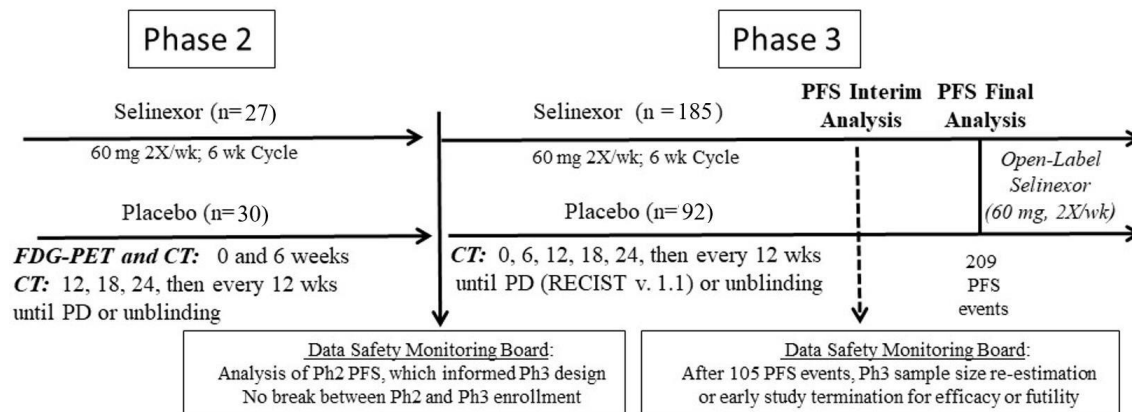 Phase 2
Phase 3
Selinexor (n=27)
60 mg 2X/wk; 6 wk Cycle
Placebo (n=30)
FDG-PET and CT: 0 and 6 weeks
CT: 12, 18, 24, then every 12 wks
until PD or unblinding
Selinexor (n =185)
60 mg 2X/wk; 6 wk Cycle
Placebo (n=92)
CT: 0, 6, 12, 18, 24, then every 12 wks
until PD (RECIST v. 1.1) or unblinding
PFS Interim
Analysis
PFS Final
Analysis
Open-Label
Selinexor
(60 mg, 2X/wk)
209
PFS
events
Data Safety Monitoring Board:
Analysis of Ph2 PFS, which informed Ph3 design
No break between Ph2 and Ph3 enrollment
Data Safety Monitoring Board:
After 105 PFS events, Ph3 sample size re-estimation
or early study termination for efficacy or futility